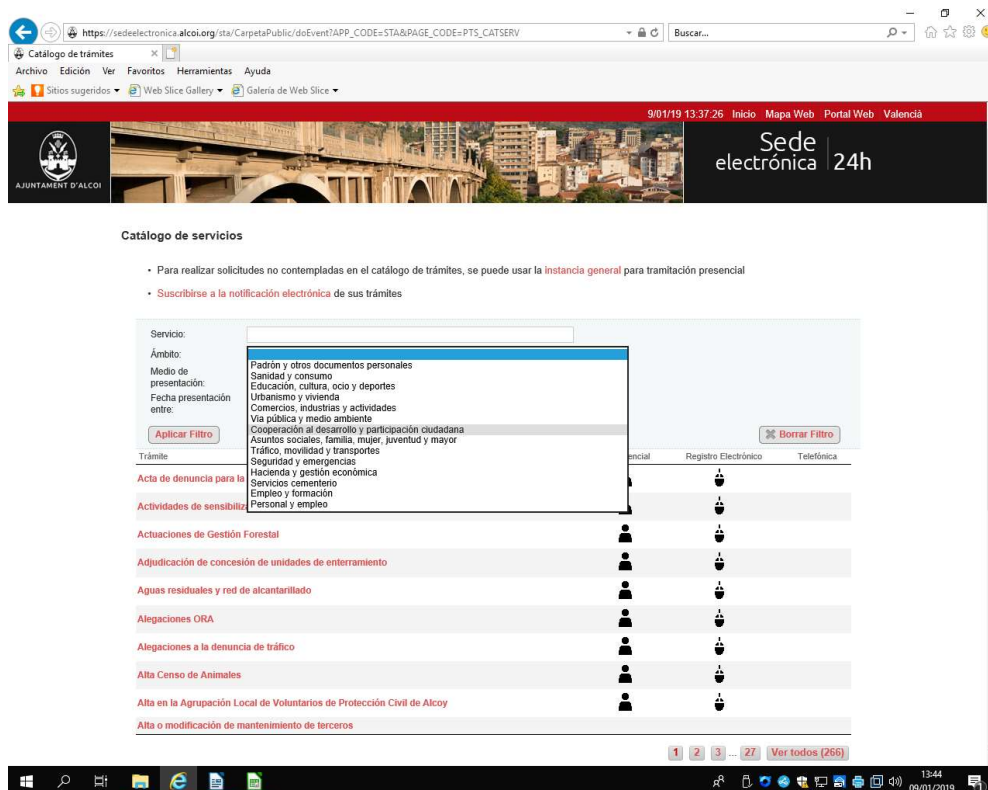 https://sedeelectronica.alcoi.org/sta/CarpetaPublic/doEvent?APP_CODE=STA&PAGE_CODE=PTS_CATSERV
Buscar...
Catálogo de trámites
Archivo Edición Ver Favoritos Herramientas Ayuda
Sitios sugeridos Web Slice Gallery Galería de Web Slice
9/01/19 13:37:26 Inicio Mapa Web Portal Web Valencià
AJUNTAMENT D'ALCOI
Sede
electrónica 24h
Catálogo de servicios
• Para realizar solicitudes no contempladas en el catálogo de trámites, se puede usar la instancia general para tramitación presencial
• Suscribirse a la notificación electrónica de sus trámites
Servicio:
Ámbito:
Medio de
presentación:
Fecha presentación
entre:
Padrón y otros documentos personales
Sanidad y consumo
Educación, cultura, ocio y deportes
Urbanismo y vivienda
Comercios, industrias y actividades
Via pública y medio ambiente
Cooperación al desarrollo y participación ciudadana
Asuntos sociales, familia, mujer, juventud y mayor
Tráfico, movilidad y transportes
Seguridad y emergencias
Hacienda y gestión económica
Servicios cementerio
Empleo y formación
Personal y empleo
Aplicar Filtro
Borrar Filtro
Trámite encial Registro Electrónico Telefónica
Acta de denuncia para la
Actividades de sensibiliz
Actuaciones de Gestión Forestal
Adjudicación de concesión de unidades de enterramiento
Aguas residuales y red de alcantarillado
Alegaciones ORA
Alegaciones a la denuncia de tráfico
Alta Censo de Animales
Alta en la Agrupación Local de Voluntarios de Protección Civil de Alcoy
Alta o modificación de mantenimiento de terceros
1 2 3 ... 27 Ver todos (266)
13:44
09/01/2019